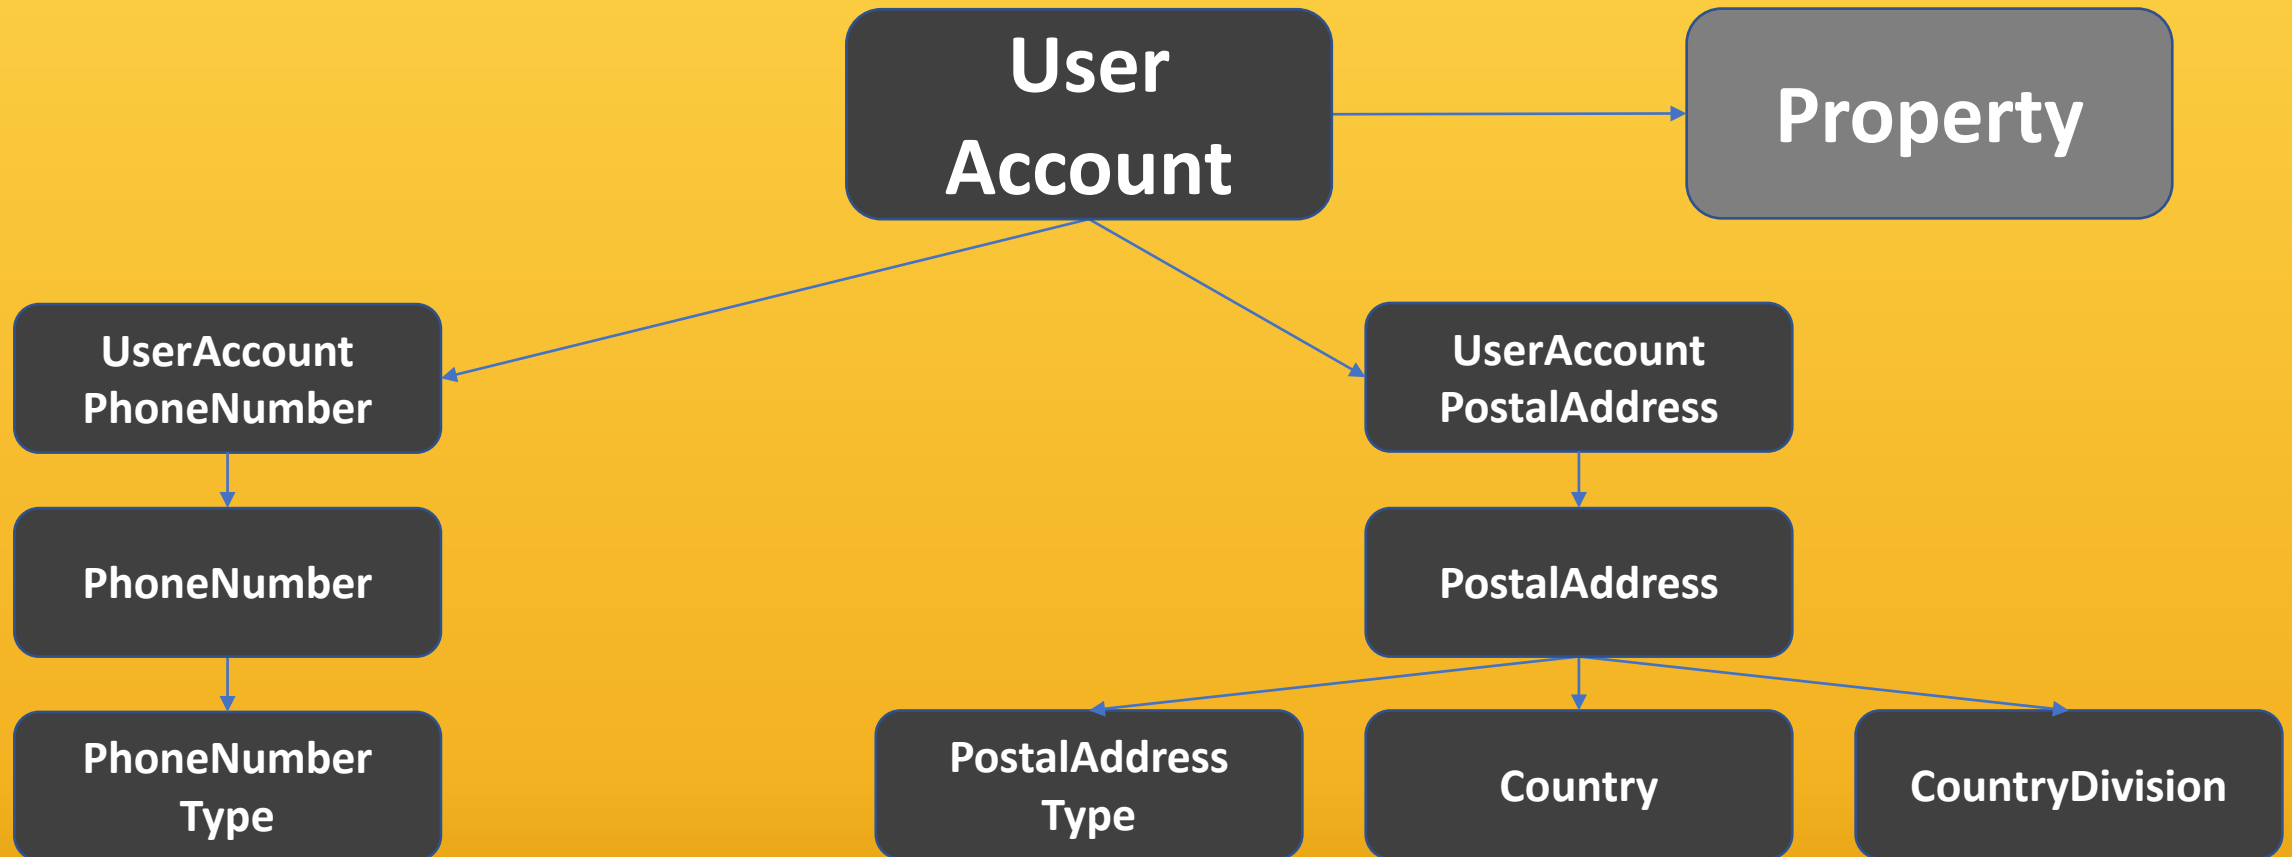 User
Account
Property
UserAccount
PhoneNumber
UserAccount
PostalAddress
PhoneNumber
PostalAddress
PhoneNumber
Type
PostalAddress
Type
Country
CountryDivision